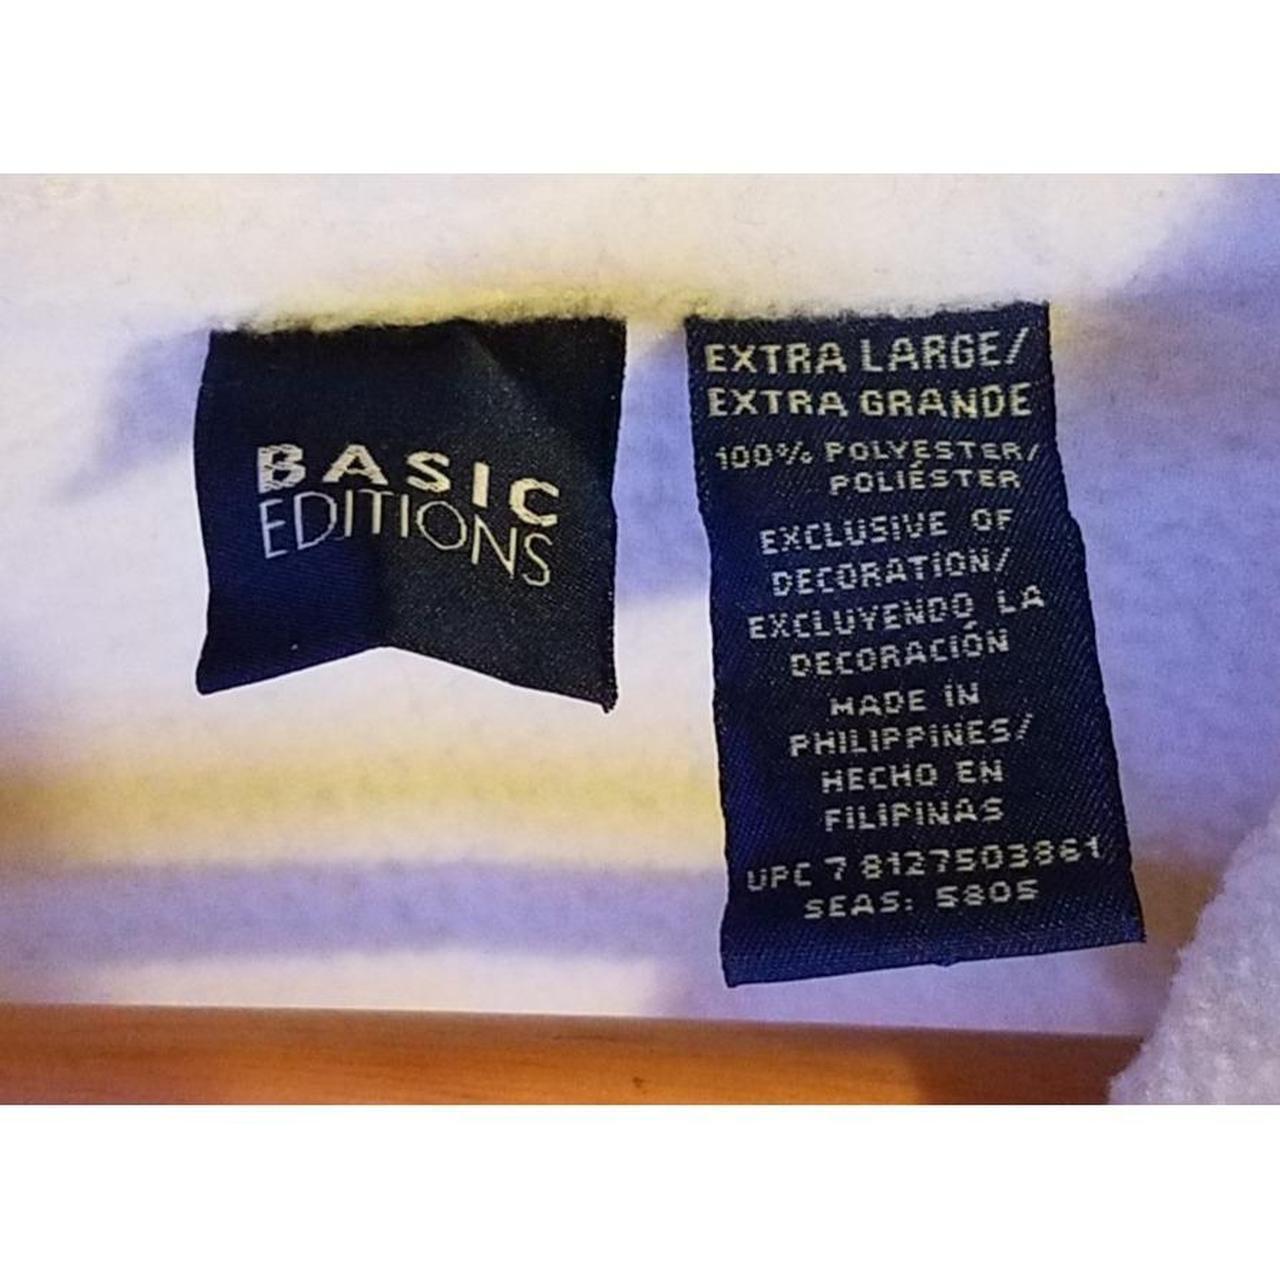 BASIC
EDITIONS
EXTRA LARGE/
EXTRA GRANDE
100% POLYESTER/
POLIÉSTER
EXCLUSIVE OF
DECORATION/
EXCLUYENDO LA
DECORACIÓN
MADE IN
PHILIPPINES/
HECHO EN
FILIPINAS
UPC 7 8127503861
SEAS: 5805